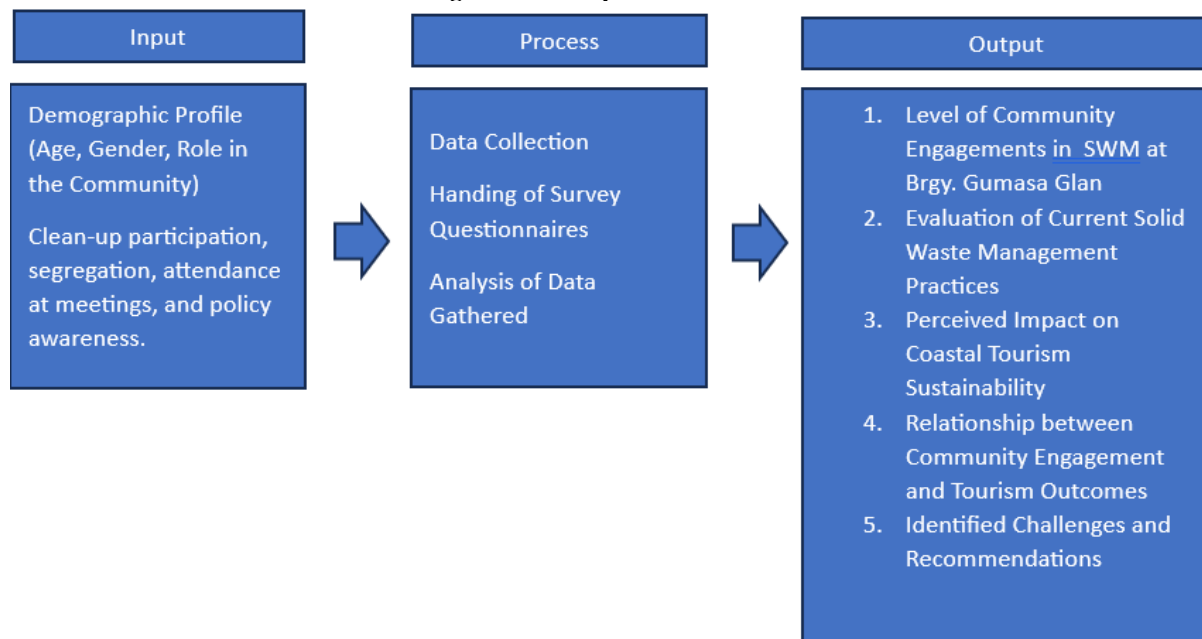 Input
Demographic Profile
(Age, Gender, Role in
the Community)
Clean-up participation,
segregation, attendance
at meetings, and policy
awareness.
Process
Data Collection
Handing of Survey
Questionnaires
Analysis of Data
Gathered
Output
1. Level of Community
Engagements in SWM at
Brgy. Gumasa Glan
2. Evaluation of Current Solid
Waste Management
Practices
3. Perceived Impact on
Coastal Tourism
Sustainability
4. Relationship between
Community Engagement
and Tourism Outcomes
5. Identified Challenges and
Recommendations